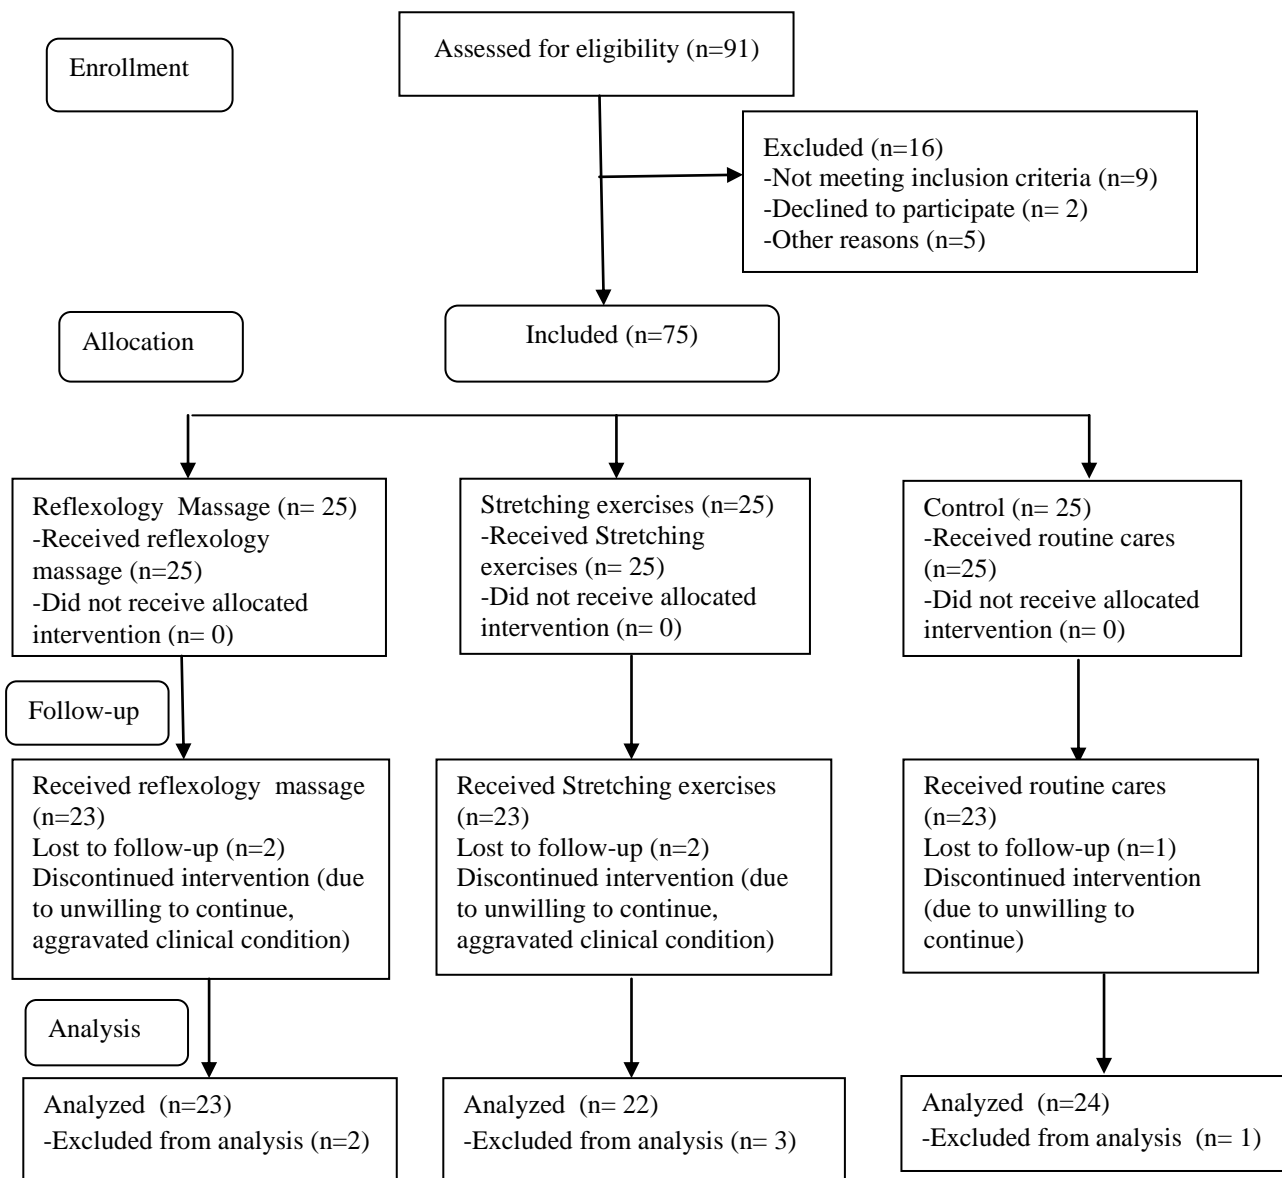 Enrollment
Assessed for eligibility (n=91)
Excluded (n=16)
-Not meeting inclusion criteria (n=9)
-Declined to participate (n= 2)
-Other reasons (n=5)
Allocation
Included (n=75)
Reflexology Massage (n= 25)
-Received reflexology
massage (n=25)
-Did not receive allocated
intervention (n= 0)
Stretching exercises (n=25)
-Received Stretching
exercises (n= 25)
-Did not receive allocated
intervention (n= 0)
Control (n= 25)
-Received routine cares
(n=25)
-Did not receive allocated
intervention (n= 0)
Follow-up
Received reflexology massage
(n=23)
Lost to follow-up (n=2)
Discontinued intervention (due
to unwilling to continue,
aggravated clinical condition)
Received Stretching exercises
(n=23)
Lost to follow-up (n=2)
Discontinued intervention (due
to unwilling to continue,
aggravated clinical condition)
Received routine cares
(n=23)
Lost to follow-up (n=1)
Discontinued intervention
(due to unwilling to
continue)
Analysis
Analyzed (n=23)
-Excluded from analysis (n=2)
Analyzed (n= 22)
-Excluded from analysis (n= 3)
Analyzed (n=24)
-Excluded from analysis (n= 1)